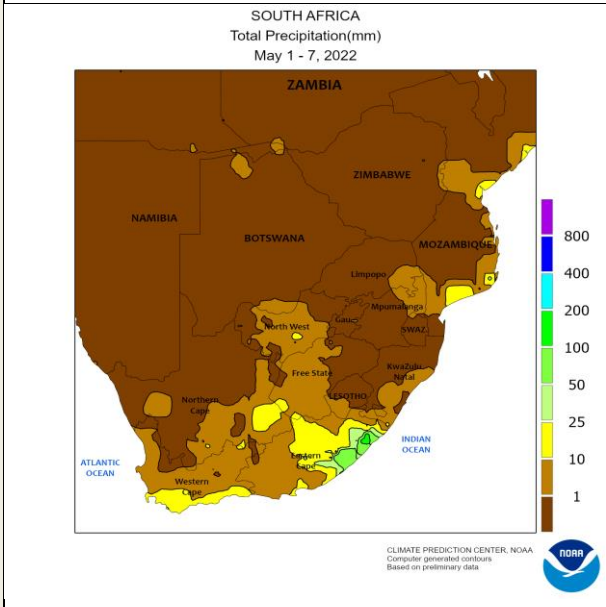 SOUTH AFRICA
Total Precipitation(mm)
May 1 - 7, 2022
ZAMBIA
ZIMBABWE
NAMIBIA
BOTSWANA
MOZAMBIQUE
Limpopo
Mpumalanga
North West
Gau
SWAZ.
Free State
KwaZulu
Natal
LESOTHO
Northern
Cape
Eastern
Cape
INDIAN
OCEAN
ATLANTIC
OCEAN
Western
Cape
800
400
200
100
50
25
10
1
CLIMATE PREDICTION CENTER, NOAA
Computer generated contours
Based on preliminary data
NOAA